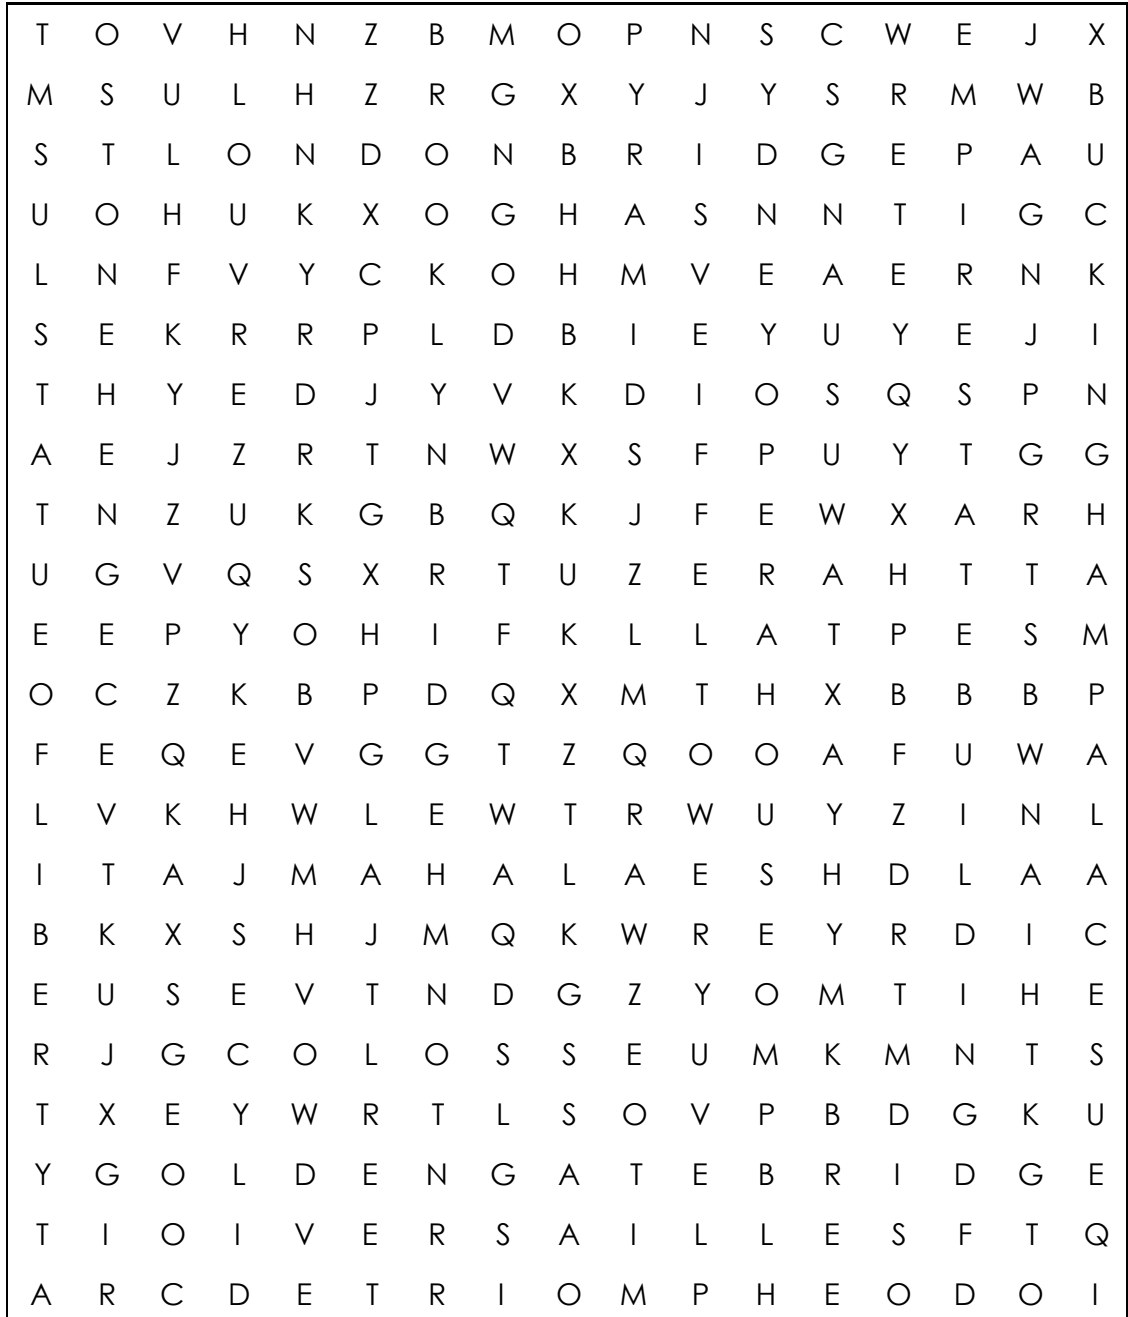 T O V H N Z B M O P N S C W E J X
M S U L H Z R G X Y J Y S R M W B
S T L O N D O N B R I D G E P A U
U O H U K X O G H A S N N T I G C
L N F V Y C K O H M V E A E R N K
S E K R R P L D B I E Y U Y E J I
T H Y E D J Y V K D I O S Q S P N
A E J Z R T N W X S F P U Y T G G
T N Z U K G B Q K J F E W X A R H
U G V Q S X R T U Z E R A H T T A
E E P Y O H I F K L L A T P E S M
O C Z K B P D Q X M T H X B B B P
F E Q E V G G T Z Q O O A F U W A
L V K H W L E W T R W U Y Z I N L
I T A J M A H A L A E S H D L A A
B K X S H J M Q K W R E Y R D I C
E U S E V T N D G Z Y O M T I H E
R J G C O L O S S E U M K M N T S
T X E Y W R T L S O V P B D G K U
Y G O L D E N G A T E B R I D G E
T I O I V E R S A I L L E S F T Q
A R C D E T R I O M P H E O D O I